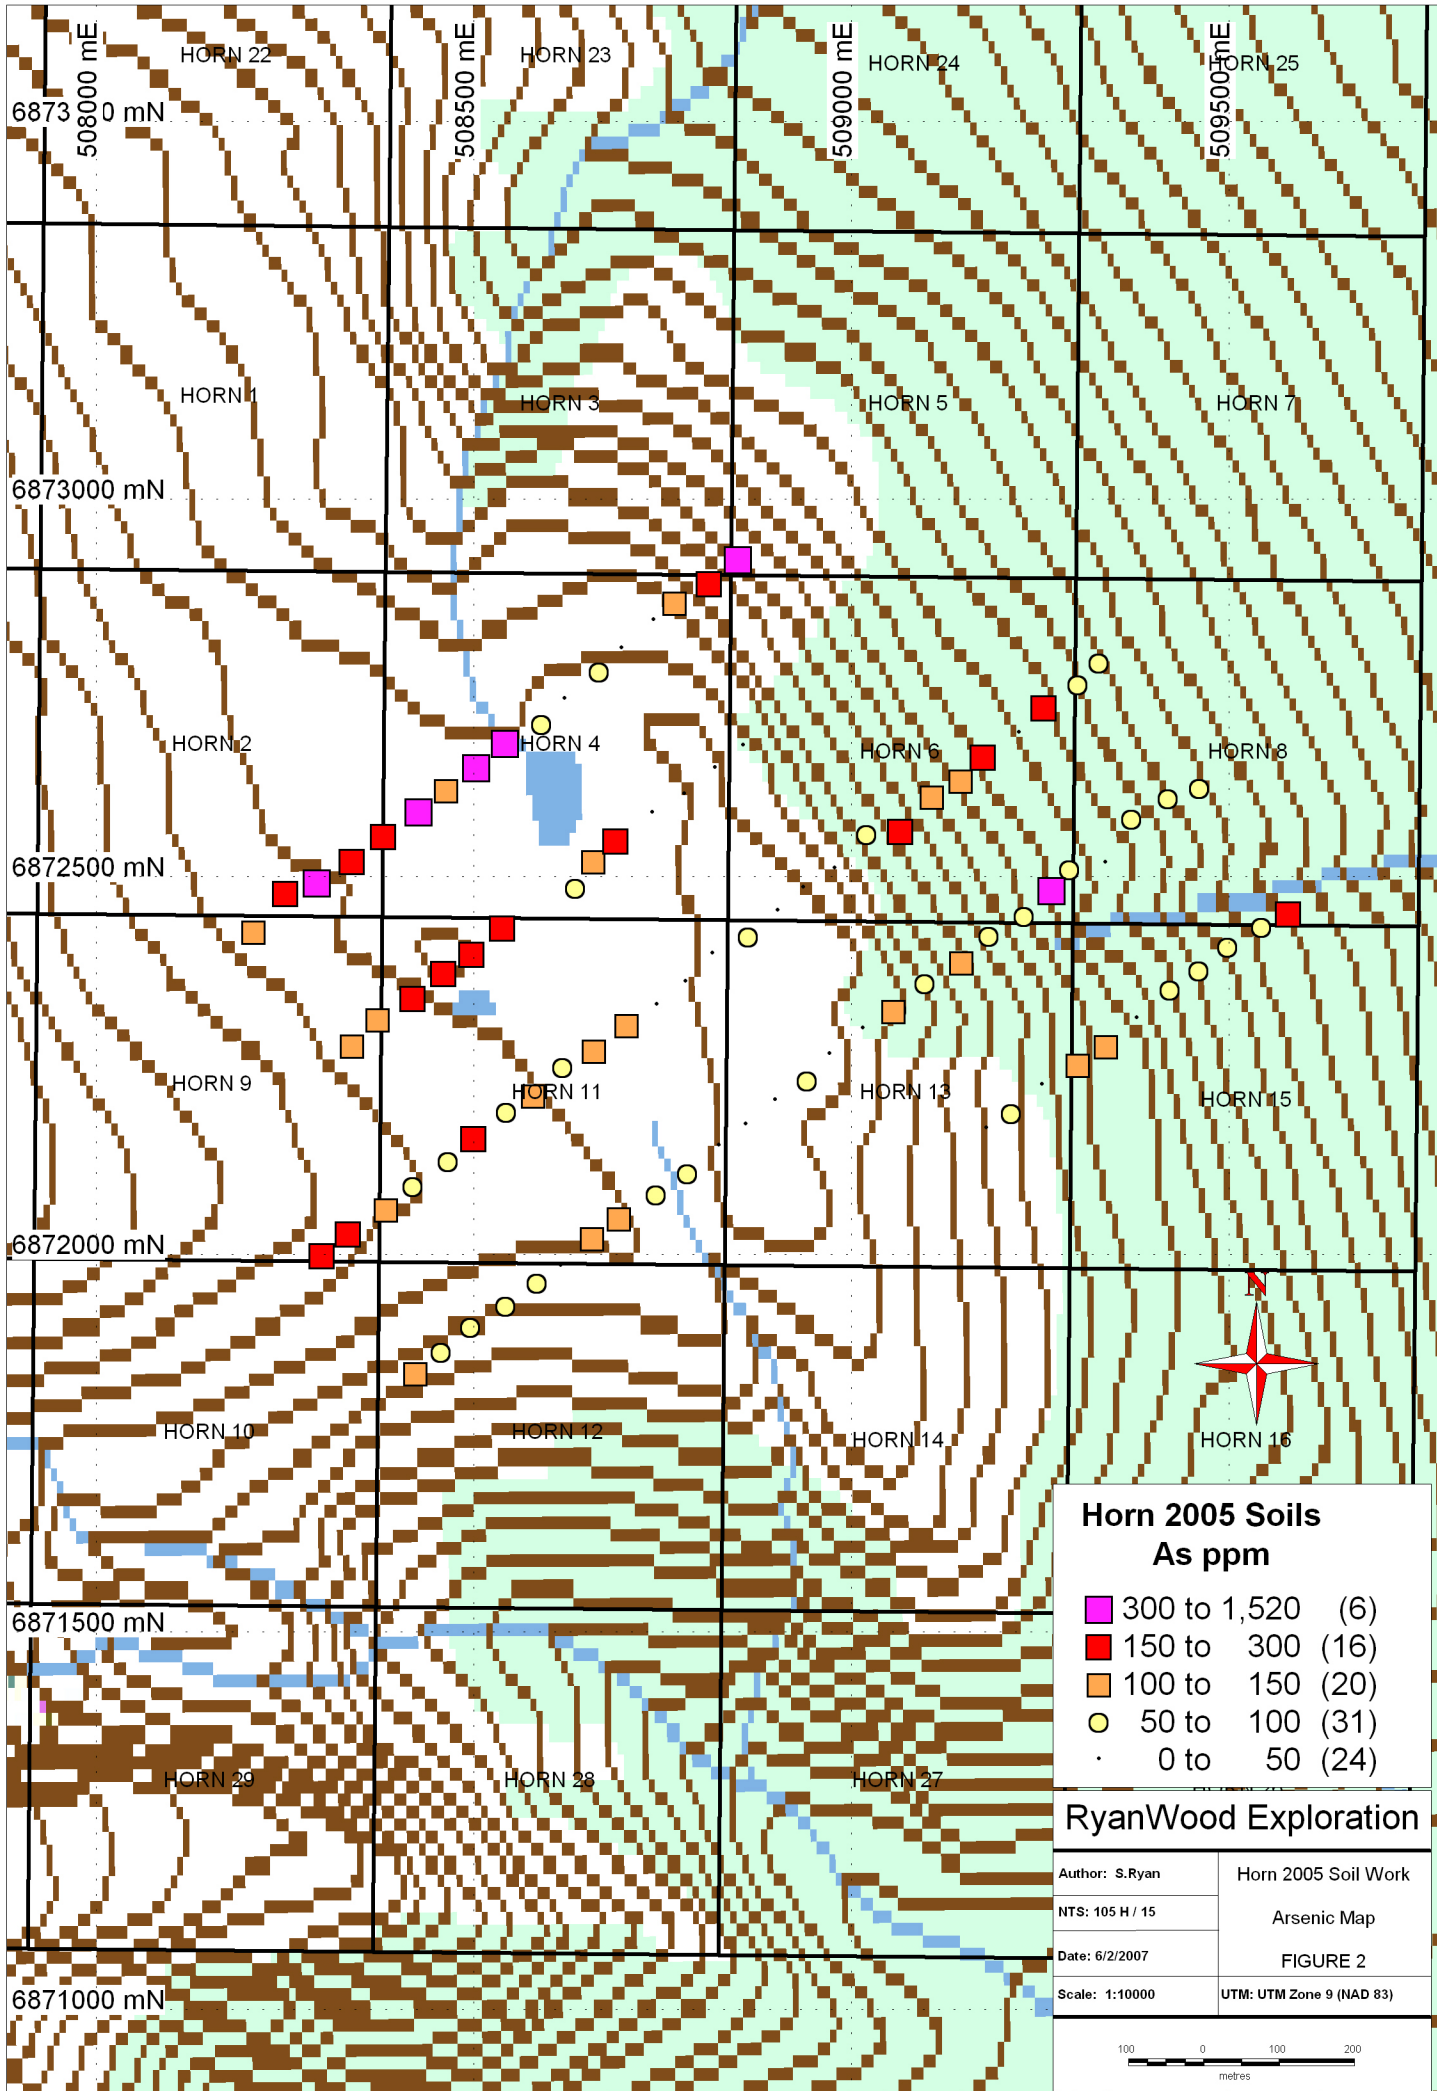 508000 mE
508500 mE
509000 mE
509500 mE
HORN 22
HORN 23
HORN 24
HORN 25
6873 0 mN
HORN 1
HORN 3
HORN 5
HORN 7
6873000 mN
HORN 2
HORN 4
HORN 6
HORN 8
6872500 mN
HORN 9
HORN 11
HORN 13
HORN 15
6872000 mN
N
HORN 10
HORN 12
HORN 14
HORN 16
Horn 2005 Soils
As ppm
300 to 1,520 (6)
150 to 300 (16)
100 to 150 (20)
50 to 100 (31)
0 to 50 (24)
6871500 mN
HORN 29
HORN 28
HORN 27
RyanWood Exploration
Author: S.Ryan
Horn 2005 Soil Work
NTS: 105 H / 15
Arsenic Map
Date: 6/2/2007
FIGURE 2
Scale: 1:10000
UTM: UTM Zone 9 (NAD 83)
6871000 mN
100 0 100 200
metres